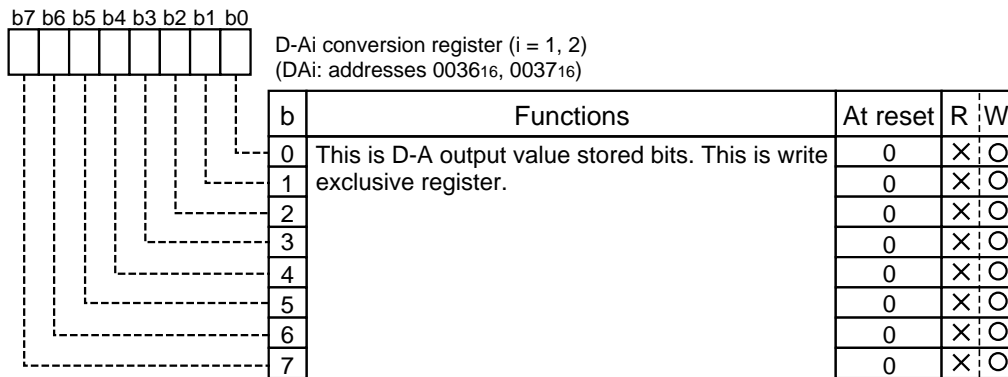 b7 b6 b5 b4 b3 b2 b1 b0
D-Ai conversion register (i = 1, 2)
(DAi: addresses 003616, 003716)
b Functions At reset R W
0 This is D-A output value stored bits. This is write 0 × O
1 exclusive register. 0 × O
2 0 × O
3 0 × O
4 0 × O
5 0 × O
6 0 × O
7 0 × O